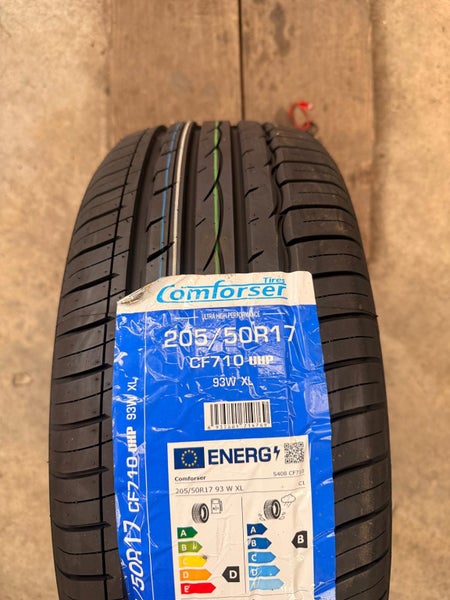 Comforser Tires
ULTRA HIGH PERFORMANCE
205/50R17
CF710 UHP
93W XL
/50R17 CF710 UHP 93W XL
ENERG
Comforser
205/50R17 93 W XL
C1
A
B
C
D
E
D
A
B
C
D
B